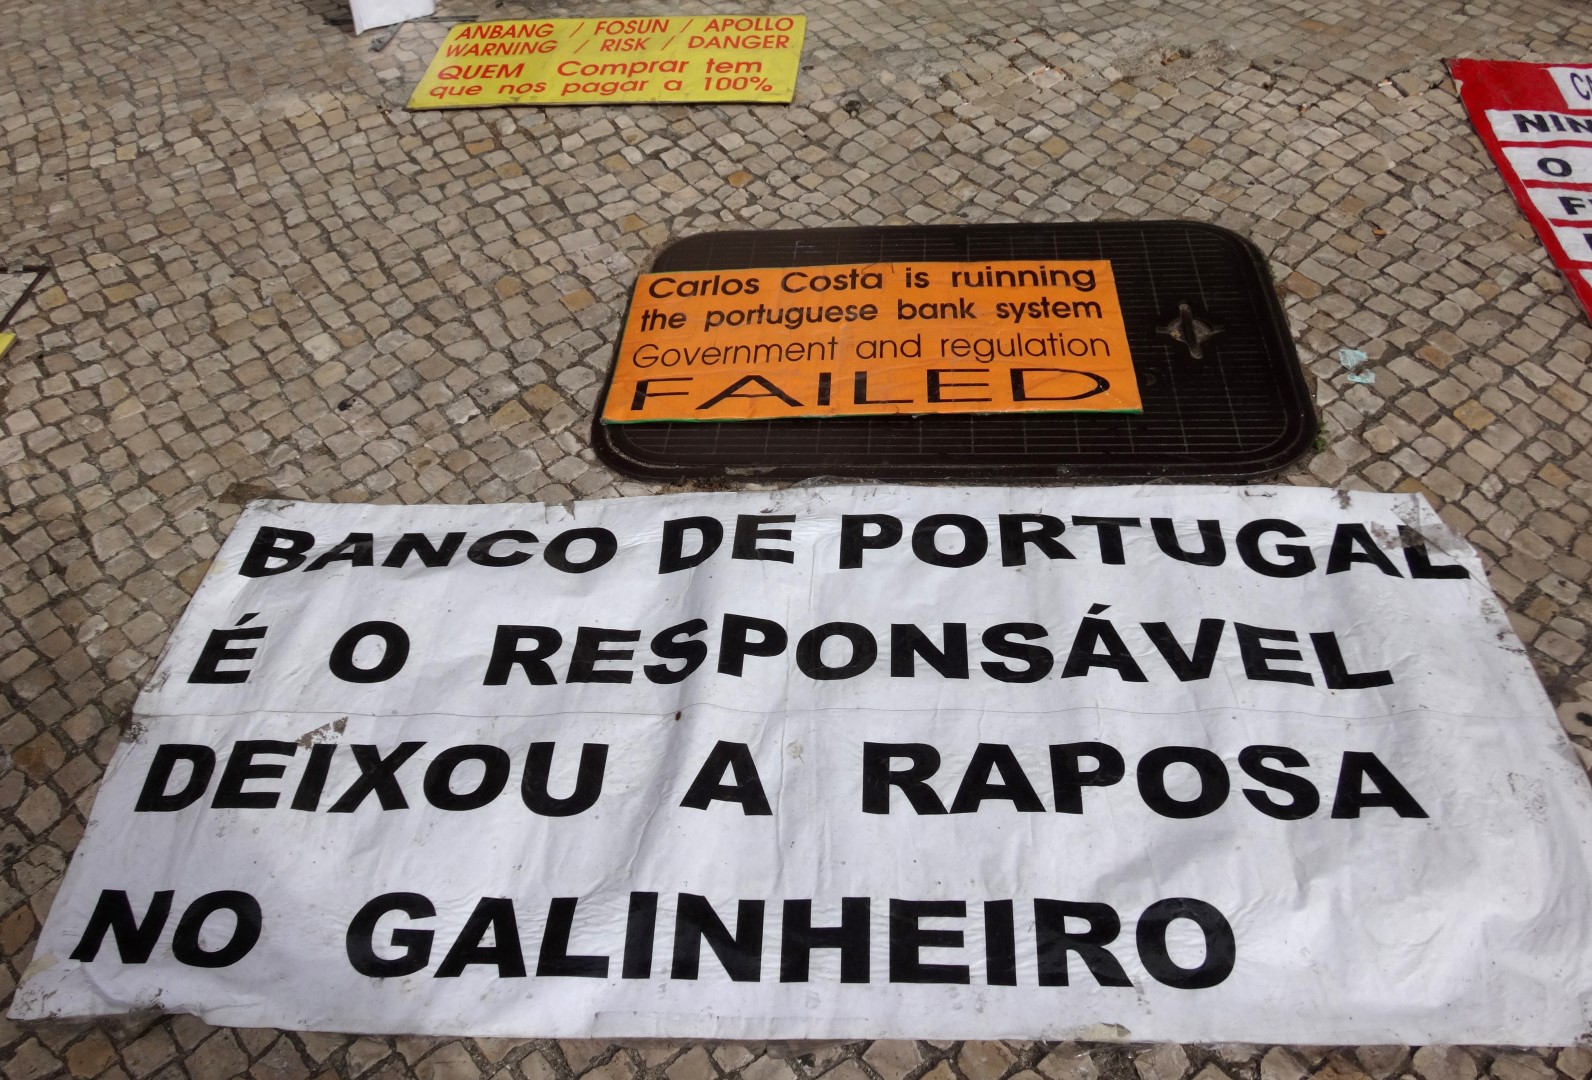 ANBANG / FOSUN / APOLLO
WARNING / RISK / DANGER
QUEM Comprar tem
que nos pagar a 100%
Carlos Costa is ruinning
the portuguese bank system
Government and regulation
FAILED
BANCO DE PORTUGAL
É O RESPONSÁVEL
DEIXOU A RAPOSA
NO GALINHEIRO
O